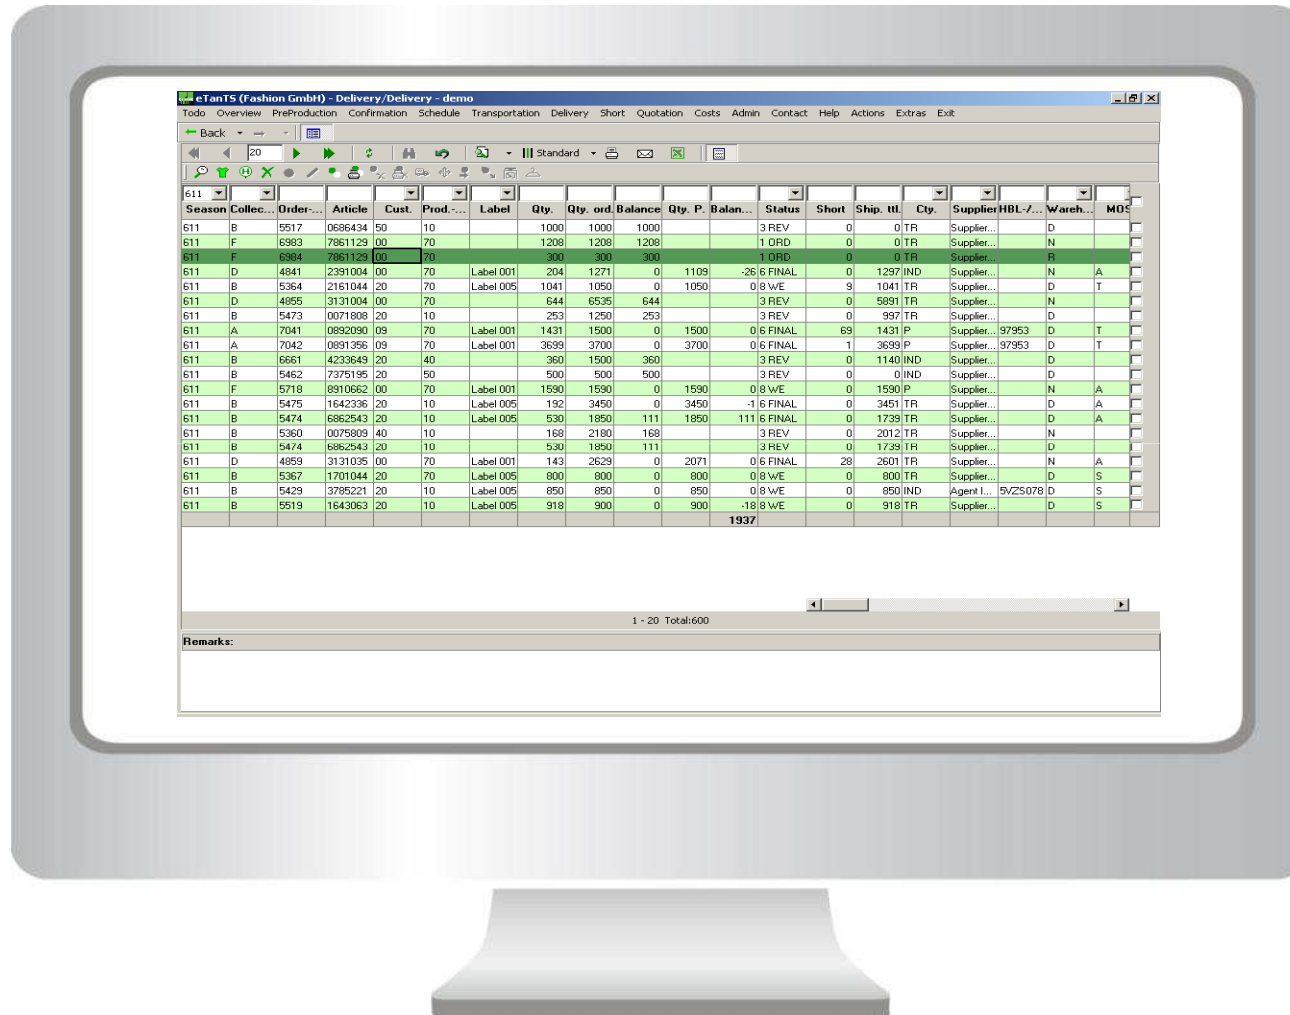 eTanTS (Fashion GmbH) - Delivery/Delivery - demo
Todo Overview PreProduction Confirmation Schedule Transportation Delivery Short Quotation Costs Admin Contact Help Actions Extras Exit
Back
20 Standard
611
Season Collec... Order-... Article Cust. Prod.-... Label Qty. Qty. ord. Balance Qty. P. Balan... Status Short Ship. ttl. Cty. Supplier HBL-/... Wareh... MOS
611 B 5517 0686434 50 10 1000 1000 1000 3 REV 0 0 TR Supplier... D
611 F 6983 7861129 00 70 1208 1208 1208 1 ORD 0 0 TR Supplier... N
611 F 6984 7861129 00 70 300 300 300 1 ORD 0 0 TR Supplier... R
611 D 4841 2391004 00 70 Label 001 204 1271 0 1109 -26 6 FINAL 0 1297 IND Supplier... N A
611 B 5364 2161044 20 70 Label 005 1041 1050 0 1050 0 8 WE 9 1041 TR Supplier... D T
611 D 4855 3131004 00 70 644 6535 644 3 REV 0 5891 TR Supplier... N
611 B 5473 0071808 20 10 253 1250 253 3 REV 0 997 TR Supplier... D
611 A 7041 0892090 09 70 Label 001 1431 1500 0 1500 0 6 FINAL 69 1431 P Supplier... 97953 D T
611 A 7042 0891356 09 70 Label 001 3699 3700 0 3700 0 6 FINAL 1 3699 P Supplier... 97953 D T
611 B 6661 4233649 20 40 360 1500 360 3 REV 0 1140 IND Supplier... D
611 B 5462 7375195 20 50 500 500 500 3 REV 0 0 IND Supplier... D
611 F 5718 8910662 00 70 Label 001 1590 1590 0 1590 0 8 WE 0 1590 P Supplier... N A
611 B 5475 1642336 20 10 Label 005 192 3450 0 3450 -1 6 FINAL 0 3451 TR Supplier... D A
611 B 5474 6862543 20 10 Label 005 530 1850 111 1850 111 6 FINAL 0 1739 TR Supplier... D A
611 B 5360 0075809 40 10 168 2180 168 3 REV 0 2012 TR Supplier... N
611 B 5474 6862543 20 10 530 1850 111 3 REV 0 1739 TR Supplier... D
611 D 4859 3131035 00 70 Label 001 143 2629 0 2071 0 6 FINAL 28 2601 TR Supplier... N A
611 B 5367 1701044 20 70 Label 005 800 800 0 800 0 8 WE 0 800 TR Supplier... D S
611 B 5429 3785221 20 10 Label 005 850 850 0 850 0 8 WE 0 850 IND Agent I... 5VZS078 D S
611 B 5519 1643063 20 10 Label 005 918 900 0 900 -18 8 WE 0 918 TR Supplier... D S
1937
1 - 20 Total:600
Remarks: